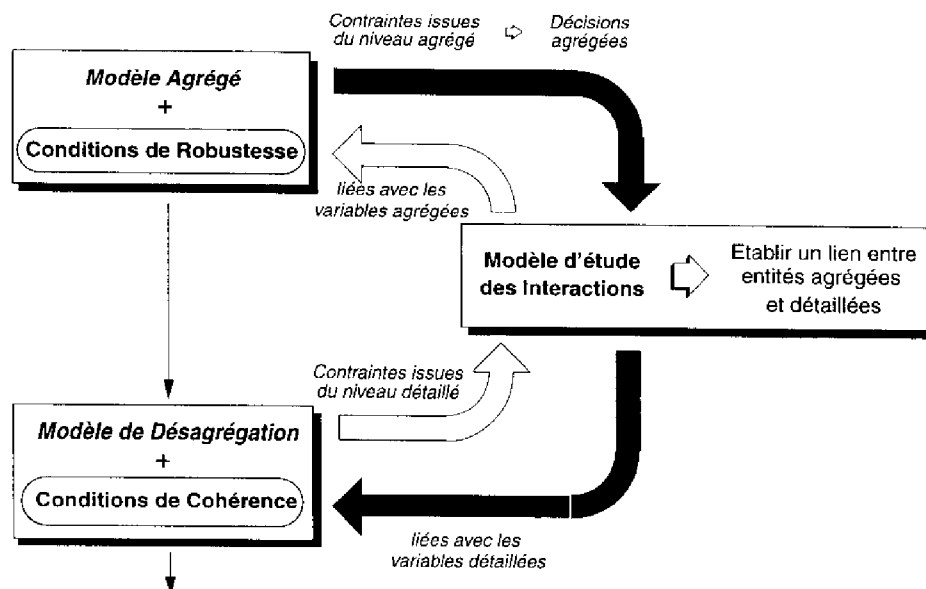 Contraintes issues
du niveau agrégé
Décisions
agrégées
Modèle Agrégé
+
Conditions de Robustesse
liées avec les
variables agrégées
Modèle d'étude
des Interactions
Etablir un lien entre
entités agrégées
et détaillées
Contraintes issues
du niveau détaillé
Modèle de Désagrégation
+
Conditions de Cohérence
liées avec les
variables détaillées